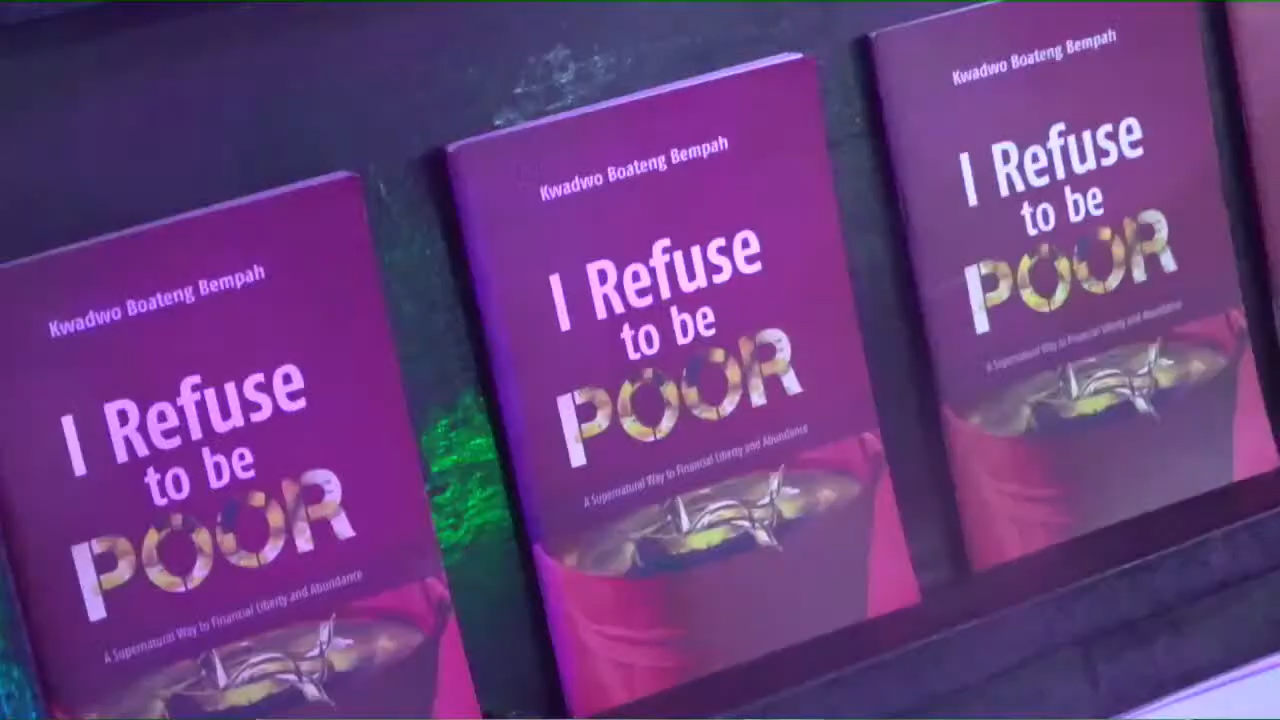 Kwadwo Boateng Bempah
I Refuse
to be
POOR
A Supernatural Way to Financial Liberty and Abundance
Kwadwo Boateng Bempah
I Refuse
to be
POOR
A Supernatural Way to Financial Liberty and Abundance
Kwadwo Boateng Bempah
I Refuse
to be
POOR
A Supernatural Way to Financial Liberty and Abundance